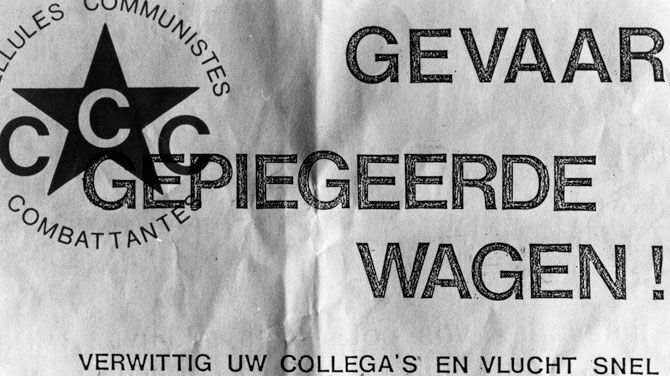 CELLULES COMMUNISTES
CCC
COMBATTANTES
GEVAAR
GEPIEGEERDE
WAGEN !
VERWITTIG UW COLLEGA'S EN VLUCHT SNEL